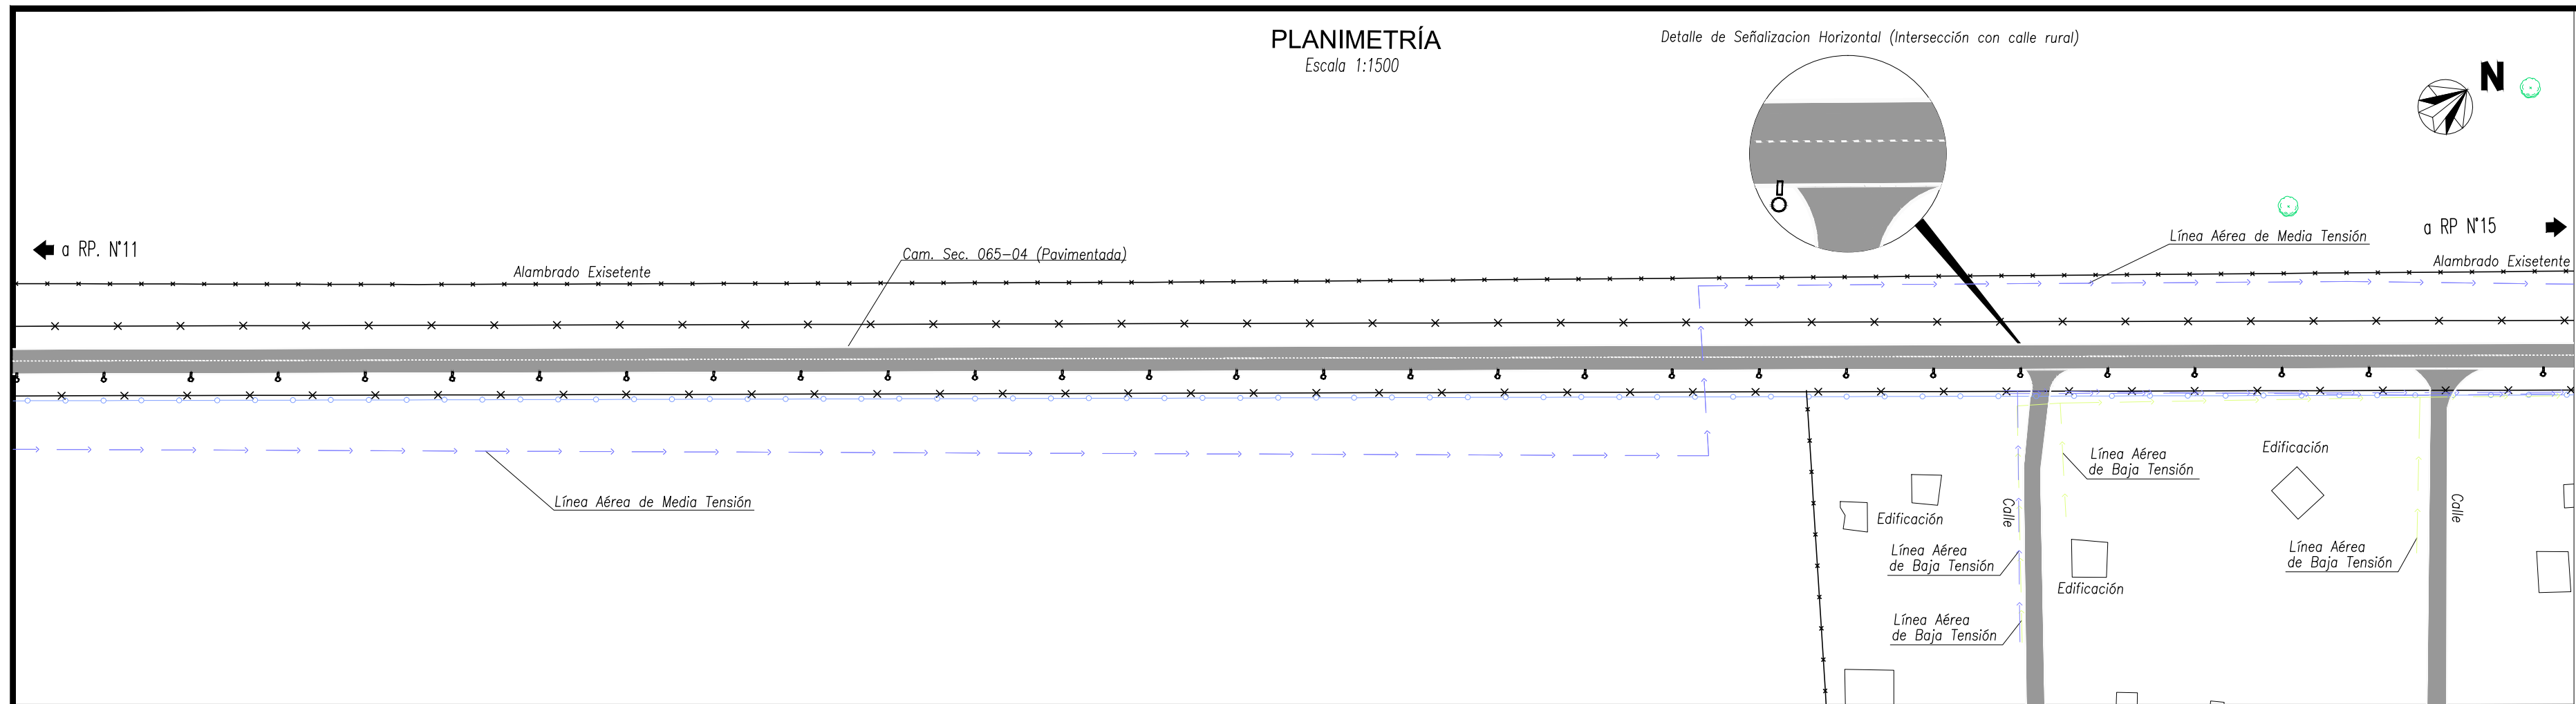 PLANIMETRÍA
Escala 1:1500
Detalle de Señalizacion Horizontal (Intersección con calle rural)
N
a RP. N°11
Alambrado Exisetente
Cam. Sec. 065-04 (Pavimentada)
Línea Aérea de Media Tensión
a RP N°15
Alambrado Exisetente
Línea Aérea de Media Tensión
Edificación
Calle
Línea Aérea
de Baja Tensión
Línea Aérea
de Baja Tensión
Línea Aérea
de Baja Tensión
Edificación
Edificación
Línea Aérea
de Baja Tensión
Calle